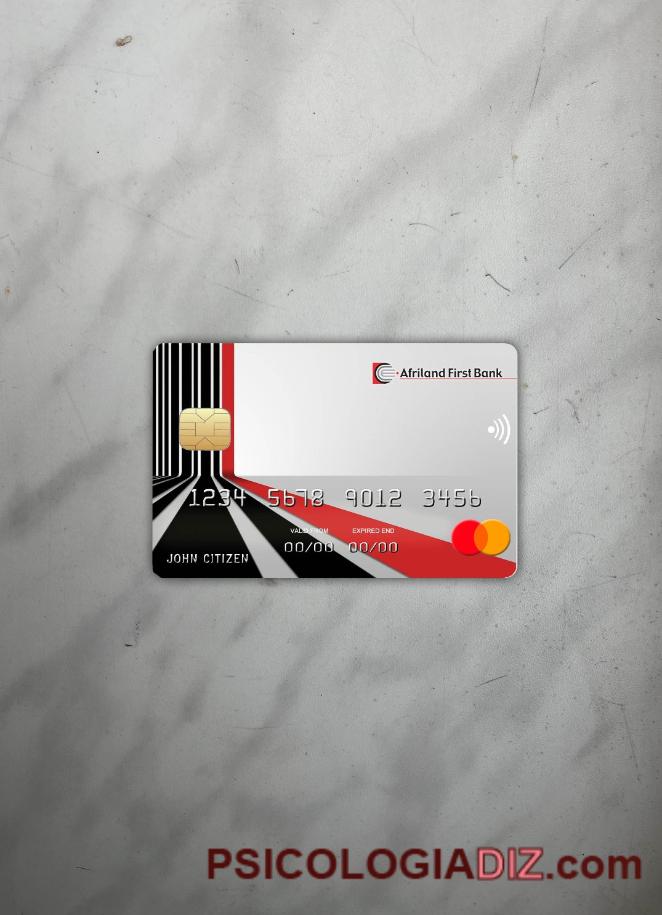 Afriland First Bank
1234 5678 9012 3456
VALID FROM EXPIRED END
00/00 00/00
JOHN CITIZEN
PSICOLOGIADIZ.com